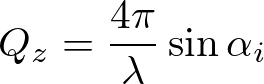 Q_z = \frac{4\pi}{\lambda} \sin \alpha_i